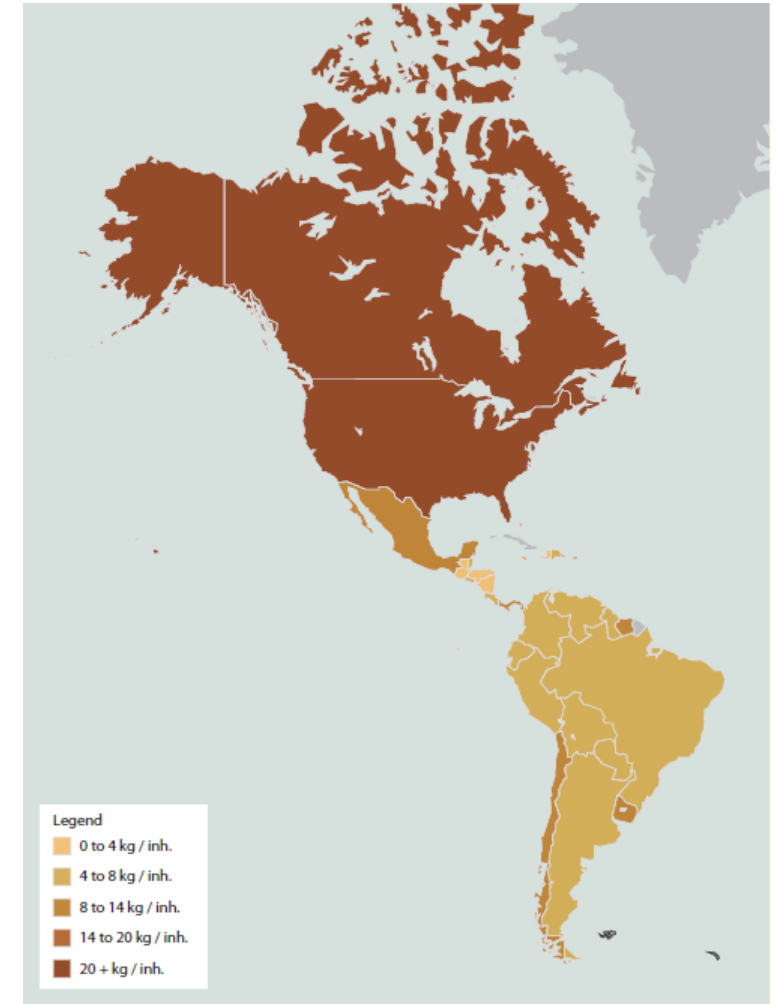 Legend
0 to 4 kg / inh.
4 to 8 kg / inh.
8 to 14 kg / inh.
14 to 20 kg / inh.
20 + kg / inh.